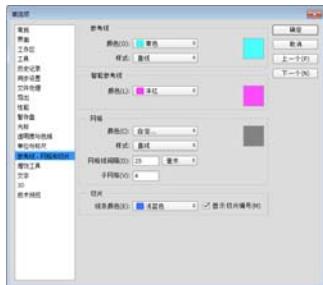 首选项
常规
界面
工作区
工具
历史记录
同步设置
文件处理
导出
性能
暂存盘
光标
透明度与色域
单位与标尺
参考线、网格和切片
增效工具
文字
3D
技术预览
参考线
颜色(O): 青色
样式: 直线
智能参考线
颜色(L): 洋红
网格
颜色(C): 自定...
样式: 直线
网格线间隔(D): 25 毫米
子网格(V): 4
切片
线条颜色(E): 浅蓝色 显示切片编号(M)
确定
取消
上一个(P)
下一个(N)